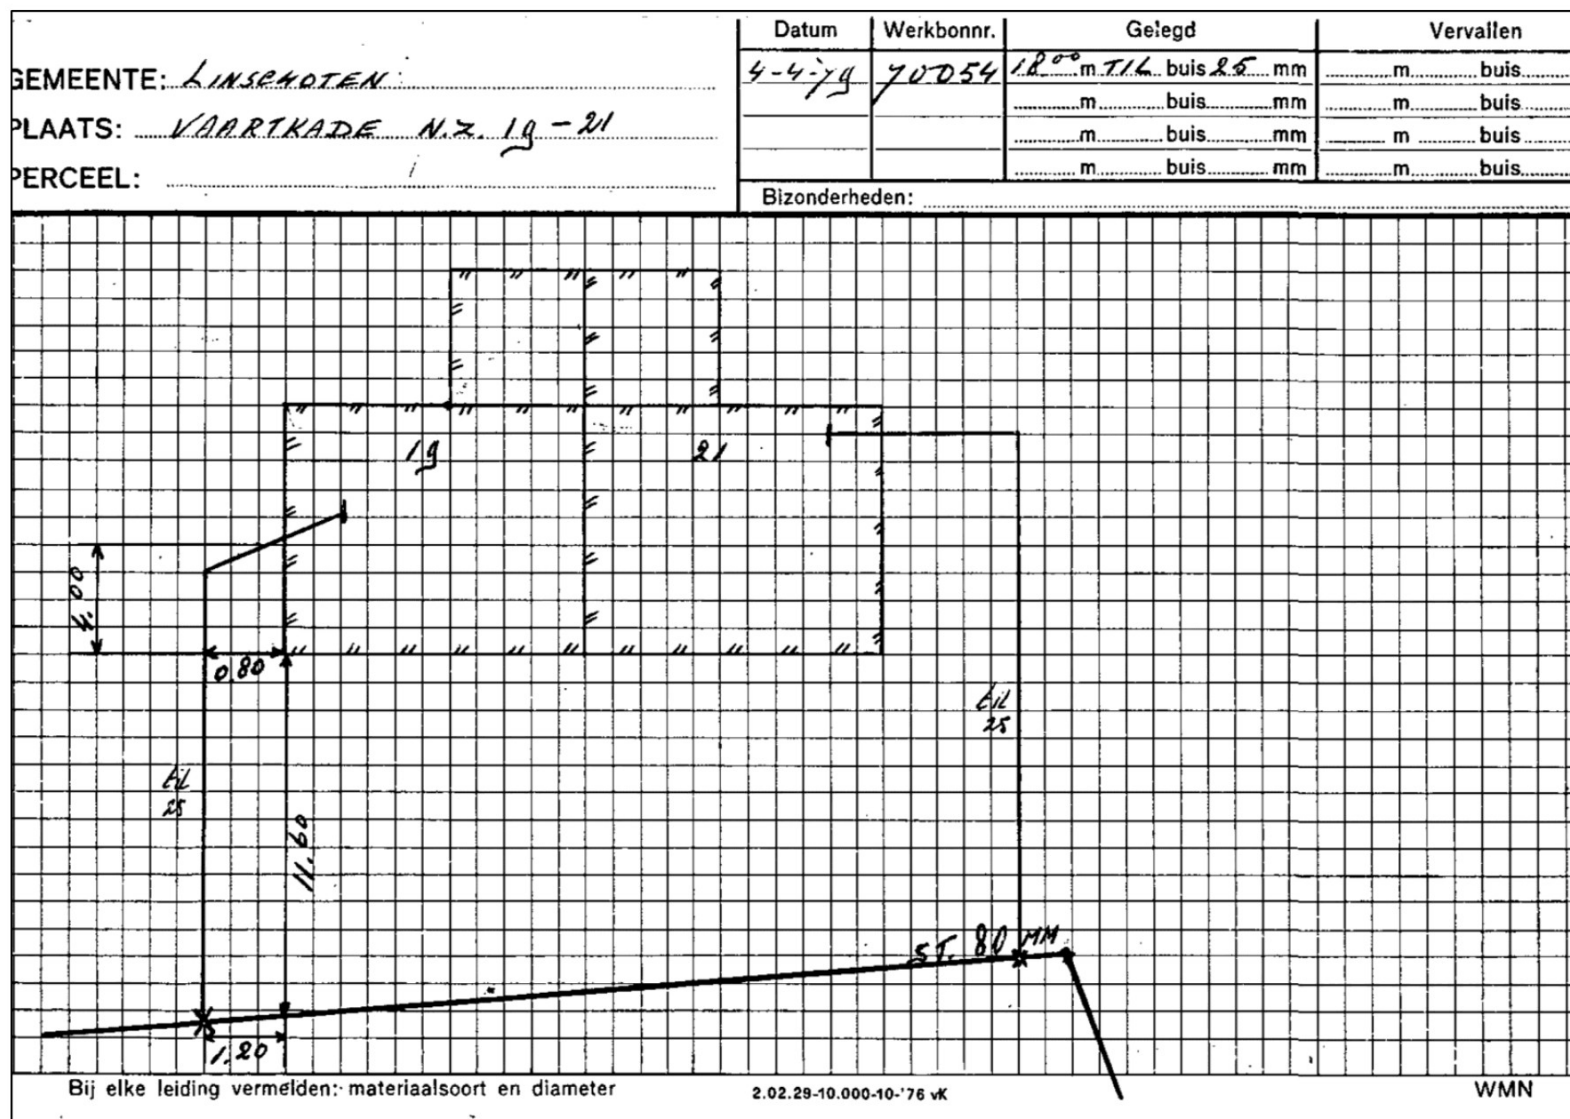 GEMEENTE: LINSCHOTEN
PLAATS: VAARTKADE N.Z. 19-21
PERCEEL:
Datum Werkbonnr. Gelegd Vervallen
4-4-79 70054 18.00 m TIL buis 25 mm m buis
m buis mm m buis
m buis mm m buis
m buis mm m buis
Bizonderheden:
19 21
4.00
0.80
til
25
til
25
11.60
ST. 80 MM
1.20
Bij elke leiding vermelden: materiaalsoort en diameter 2.02.29-10.000-10-'76 vK WMN